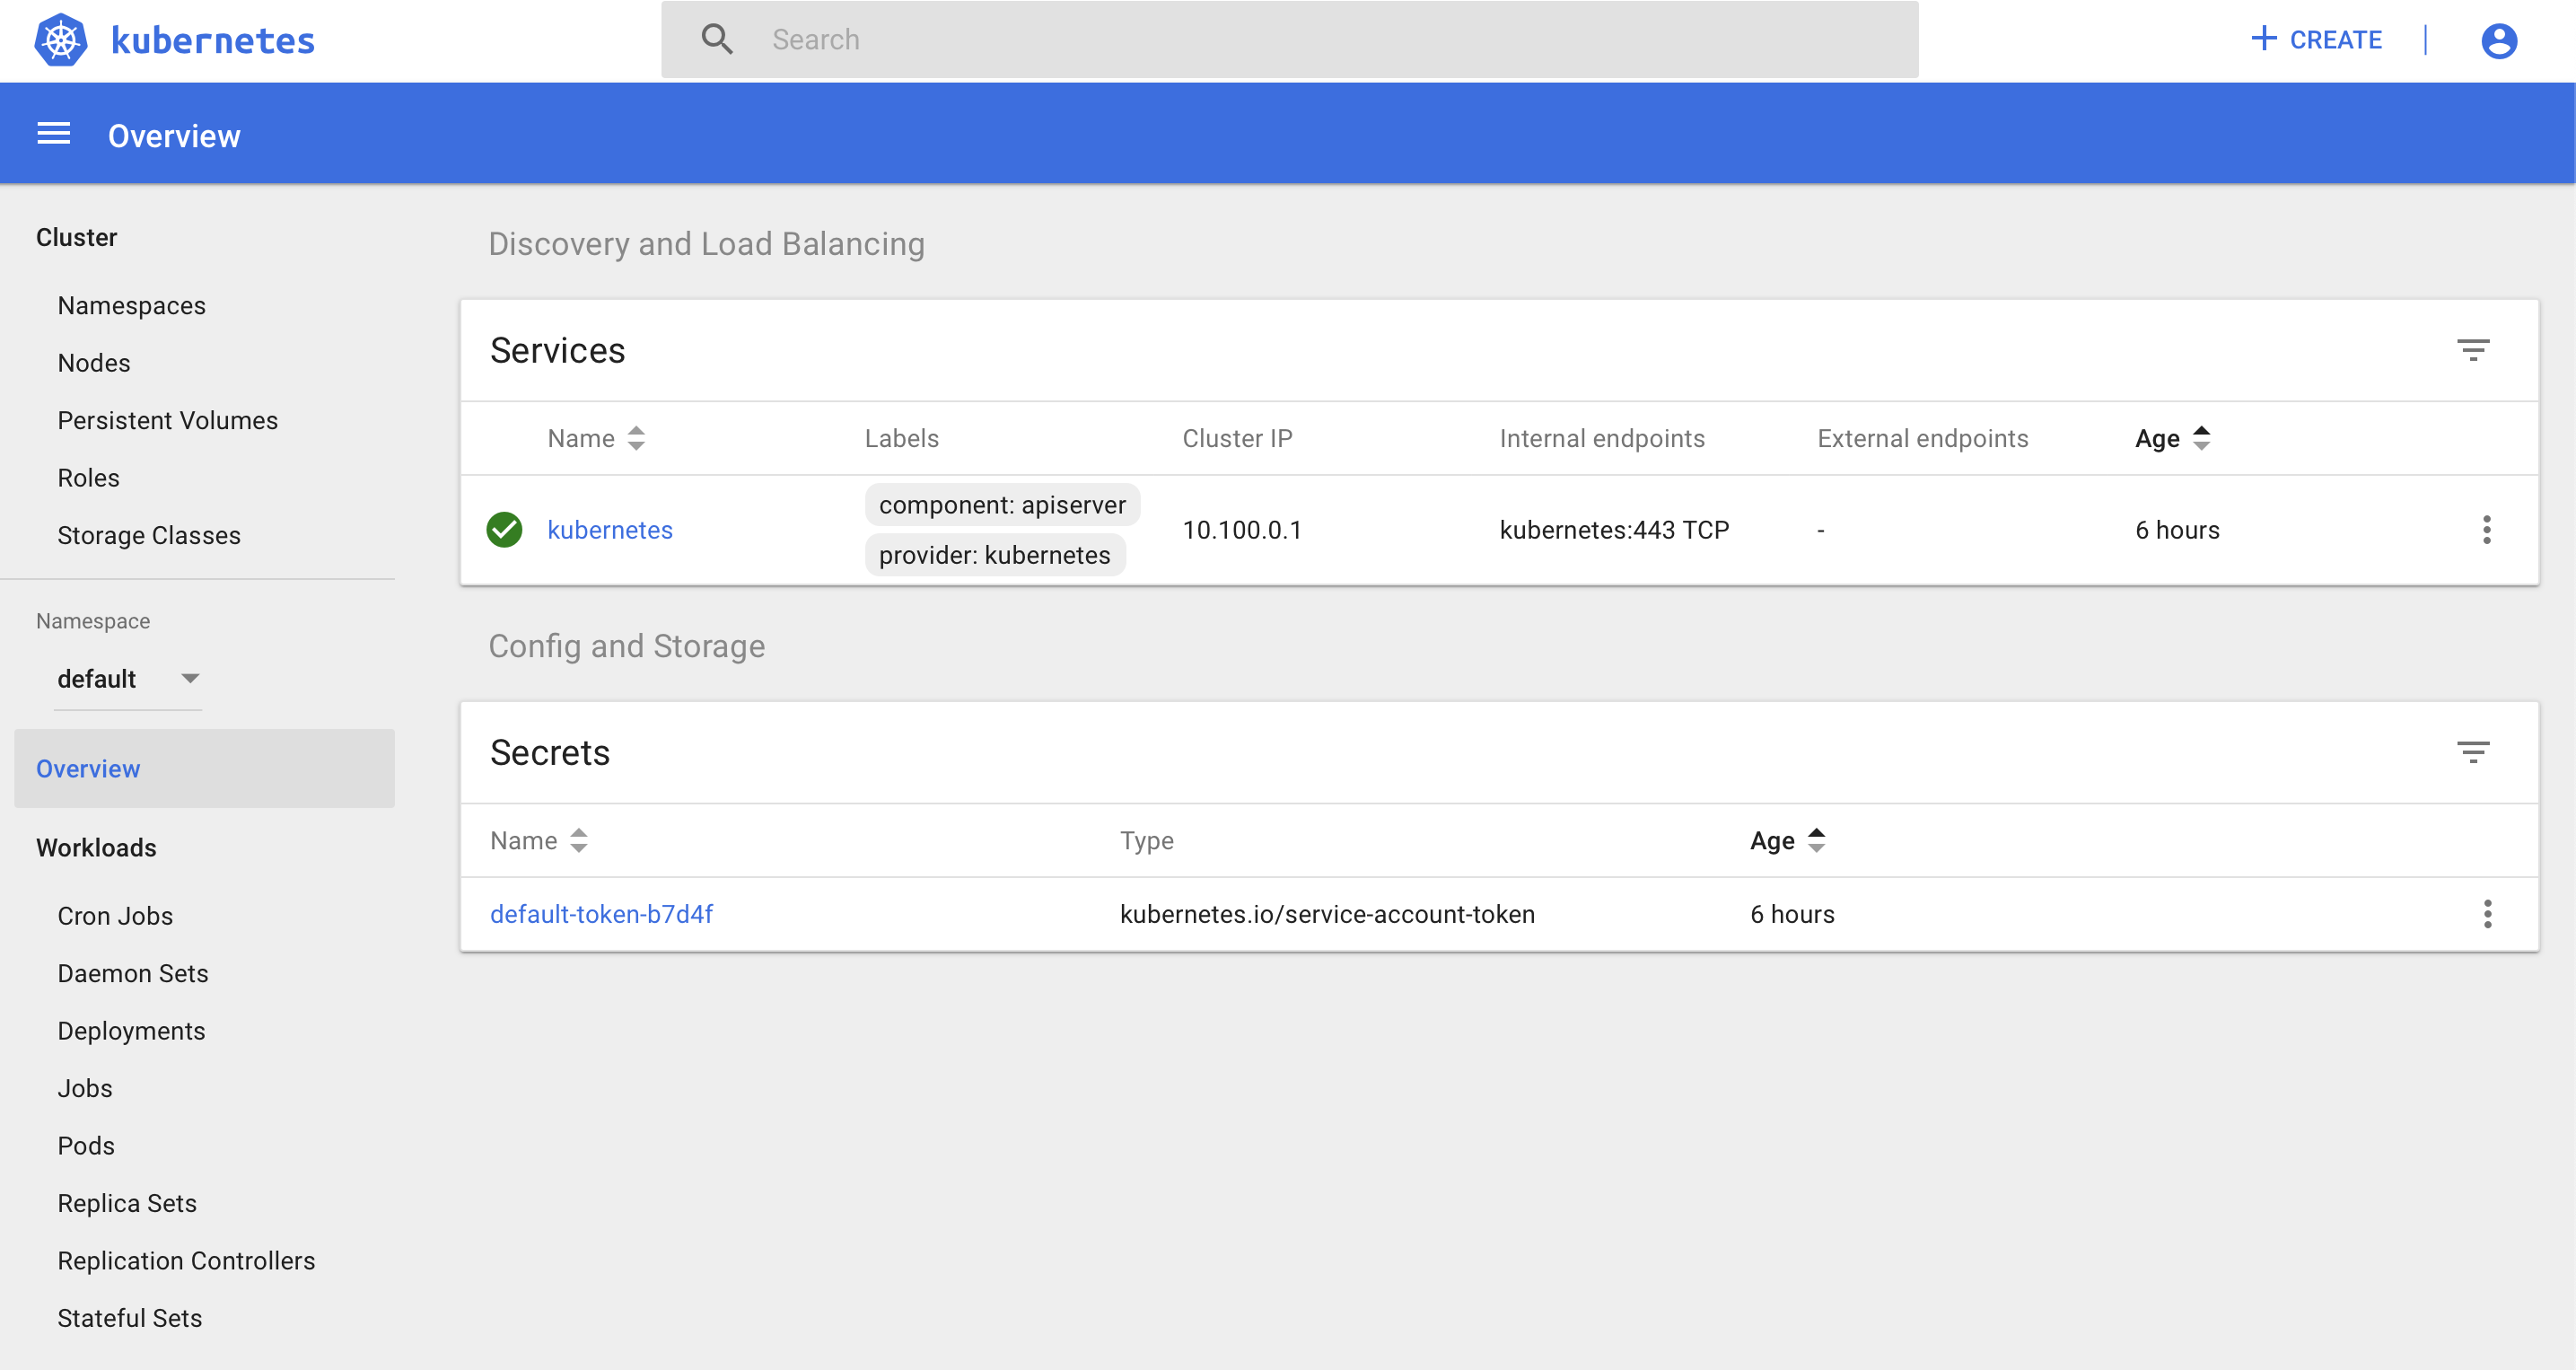 kubernetes
Search
CREATE
Overview
Cluster
Namespaces
Nodes
Persistent Volumes
Roles
Storage Classes
Namespace
default
Overview
Workloads
Cron Jobs
Daemon Sets
Deployments
Jobs
Pods
Replica Sets
Replication Controllers
Stateful Sets
Discovery and Load Balancing
Services
Name Labels Cluster IP Internal endpoints External endpoints Age
kubernetes component: apiserver provider: kubernetes 10.100.0.1 kubernetes:443 TCP - 6 hours
Config and Storage
Secrets
Name Type Age
default-token-b7d4f kubernetes.io/service-account-token 6 hours